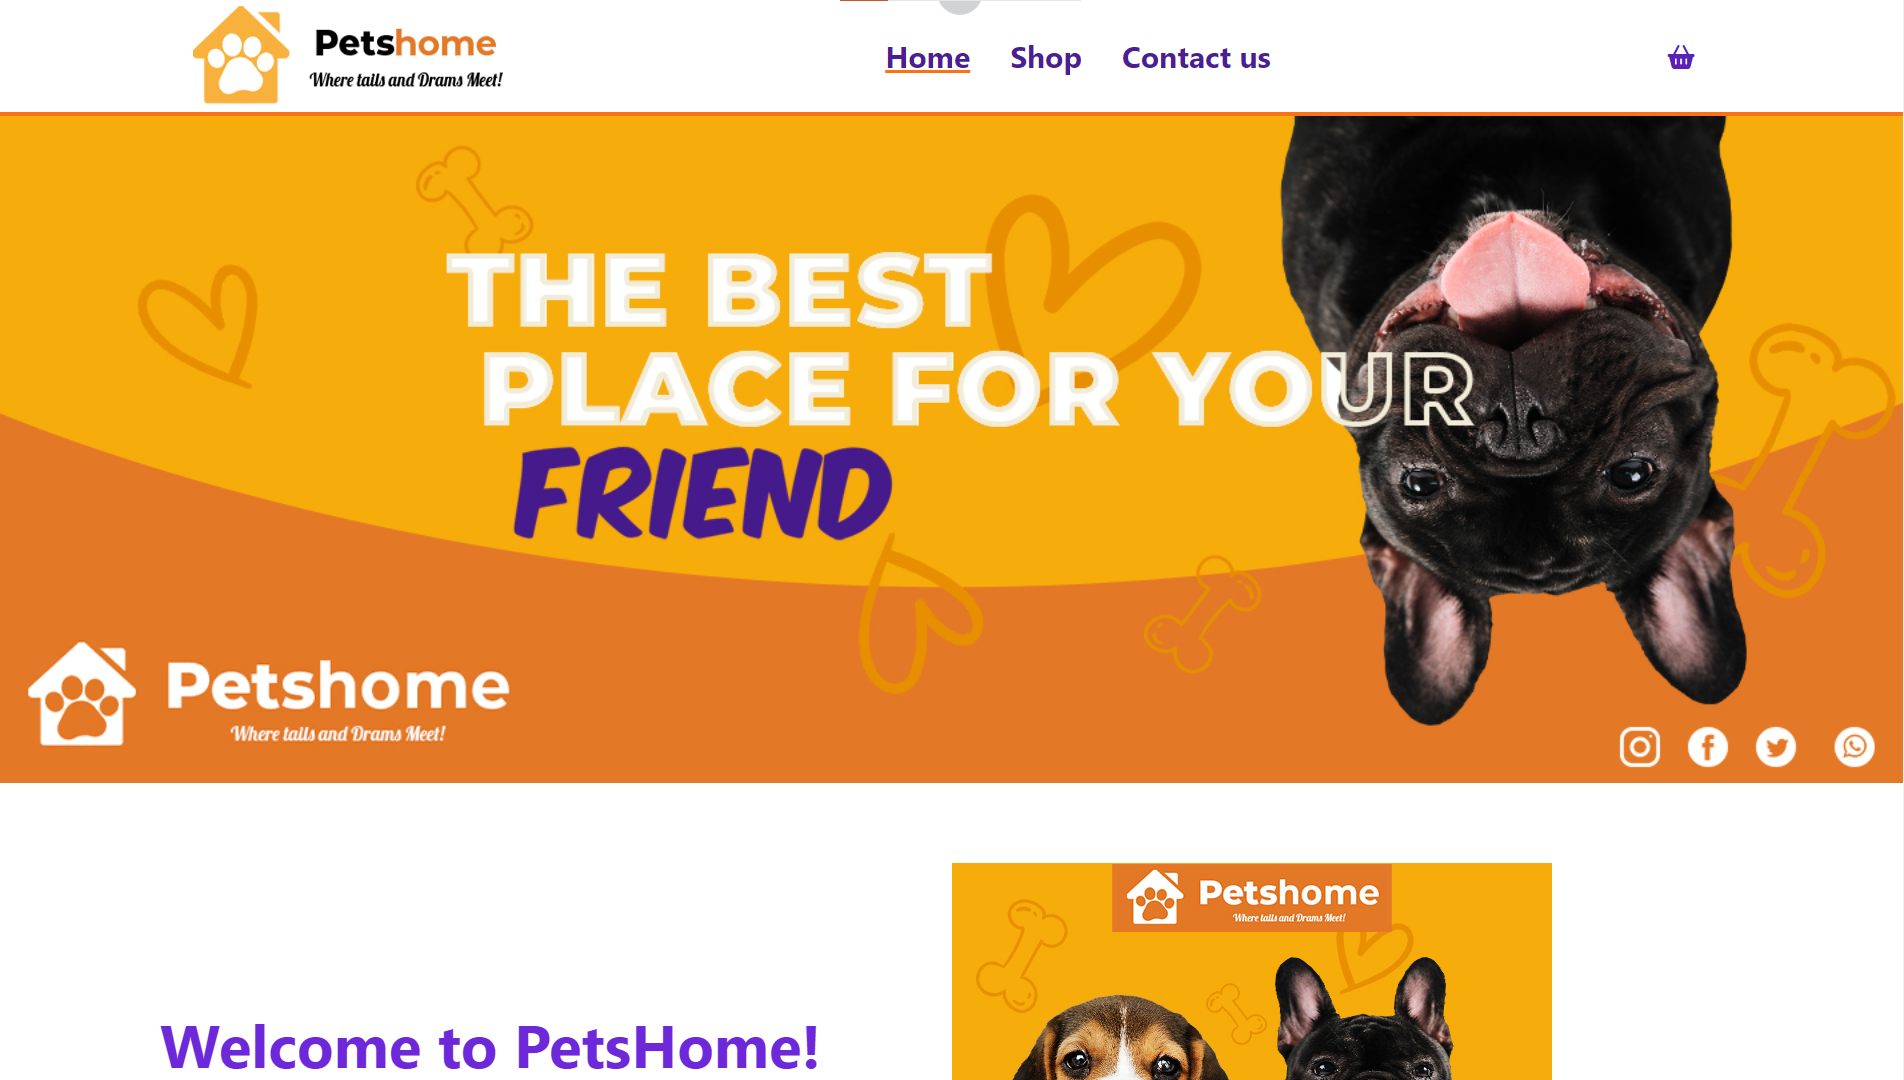 Petshome
Where tails and Drams Meet!
Home
Shop
Contact us
THE BEST
PLACE FOR YOUR
FRIEND
Petshome
Where tails and Drams Meet!
Petshome
Where tails and Drams Meet!
Welcome to PetsHome!